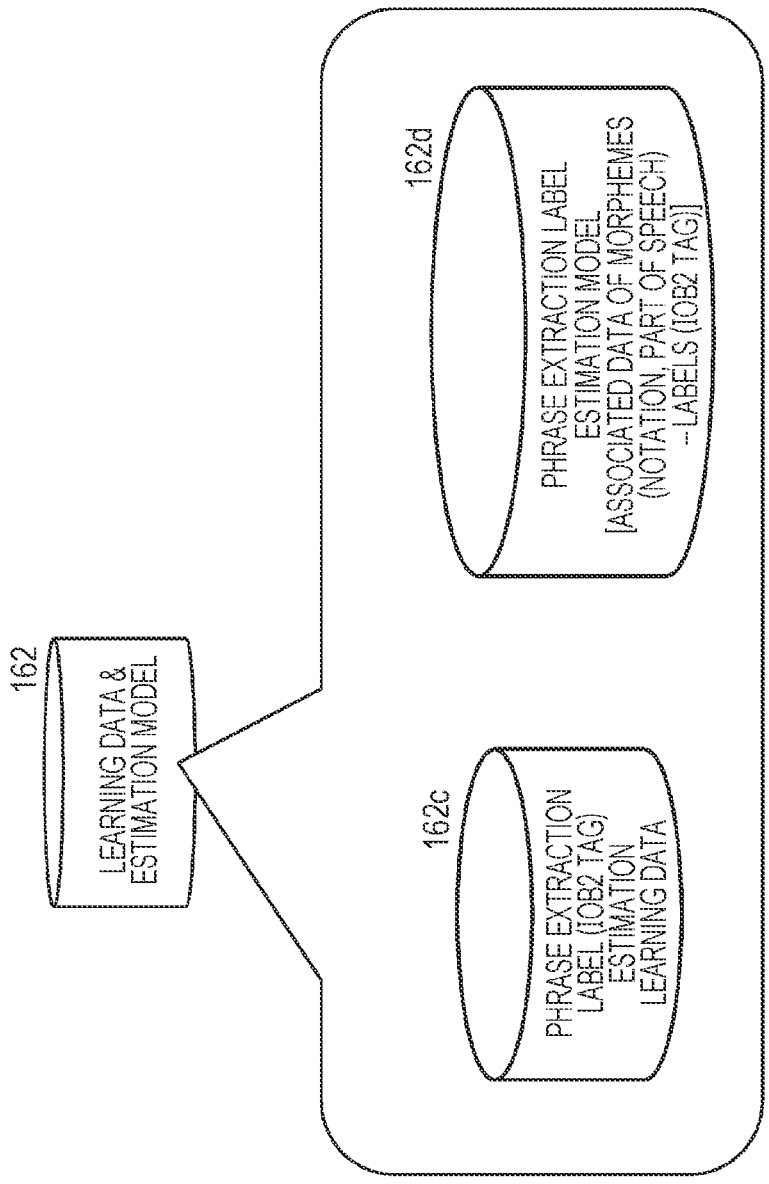 162
LEARNING DATA &
ESTIMATION MODEL
162c
PHRASE EXTRACTION
LABEL (IOB2 TAG)
ESTIMATION
LEARNING DATA
162d
PHRASE EXTRACTION LABEL
ESTIMATION MODEL
[ASSOCIATED DATA OF MORPHEMES
(NOTATION, PART OF SPEECH)
–LABELS (IOB2 TAG)]